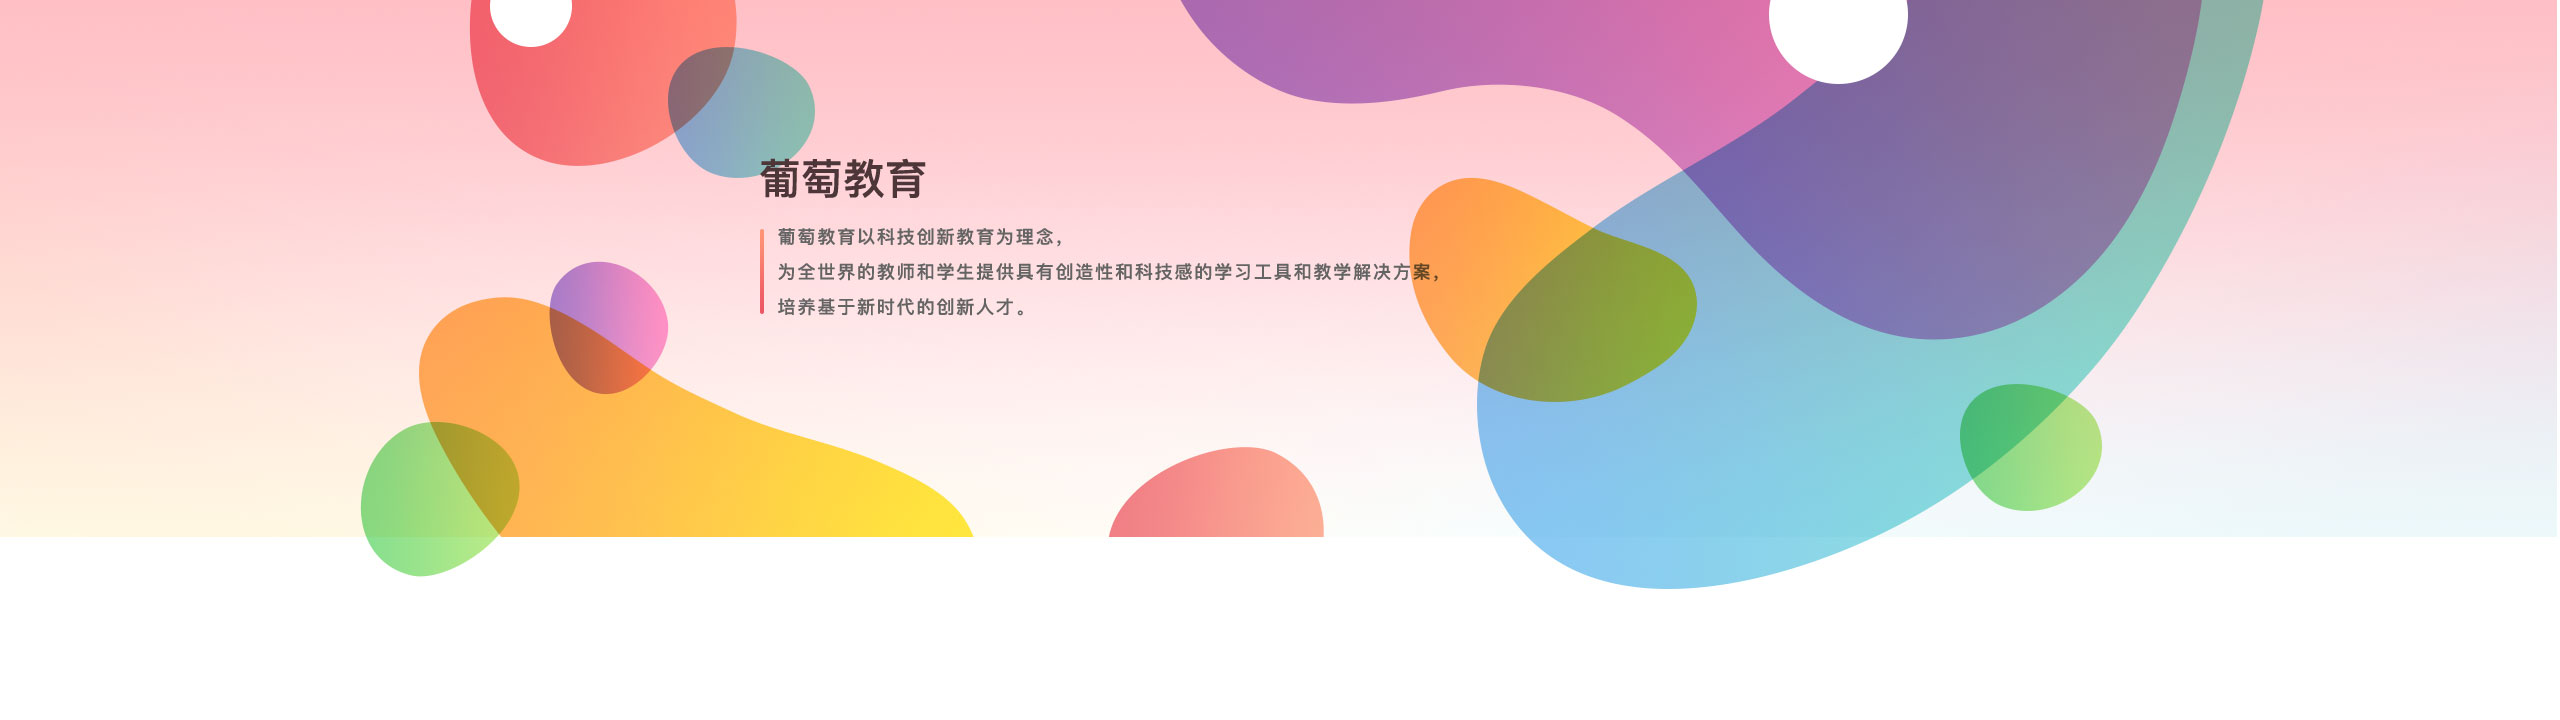 葡萄教育
葡萄教育以科技创新教育为理念，
为全世界的教师和学生提供具有创造性和科技感的学习工具和教学解决方案，
培养基于新时代的创新人才。